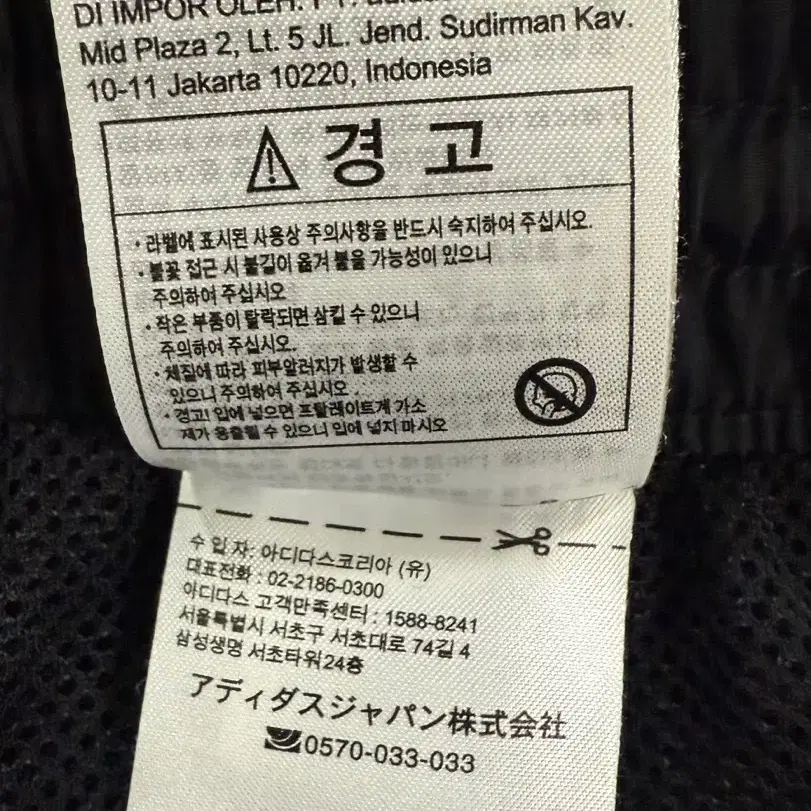 DI IMPOR OLEH: PT. adidas
Mid Plaza 2, Lt. 5 JL. Jend. Sudirman Kav.
10-11 Jakarta 10220, Indonesia
경 고
· 라벨에 표시된 사용상 주의사항을 반드시 숙지하여 주십시오.
· 불꽃 접근 시 불길이 옮겨 붙을 가능성이 있으니
주의하여 주십시오
· 작은 부품이 탈락되면 삼킬 수 있으니
주의하여 주십시오.
· 체질에 따라 피부알러지가 발생할 수
있으니 주의하여 주십시오.
· 경고! 입에 넣으면 프탈레이트계 가소
제가 용출될 수 있으니 입에 넣지 마시오
수 입 자: 아디다스코리아 (유)
대표전화 : 02-2186-0300
아디다스 고객만족센터 : 1588-8241
서울특별시 서초구 서초대로 74길 4
삼성생명 서초타워24층
アディダスジャパン株式会社
0570-033-033